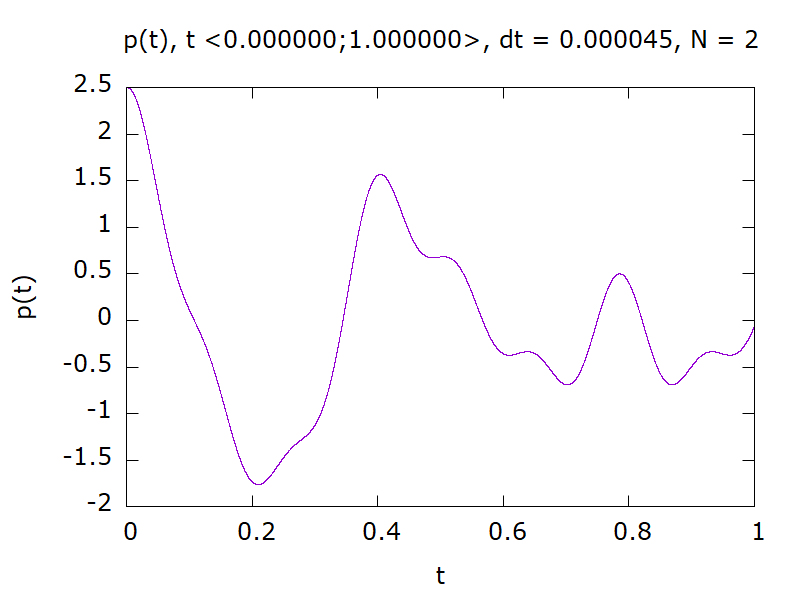 p(t), t <0.000000;1.000000>, dt = 0.000045, N = 2
2.5
2
1.5
1
0.5
0
-0.5
-1
-1.5
-2
p(t)
0 0.2 0.4 0.6 0.8 1
t